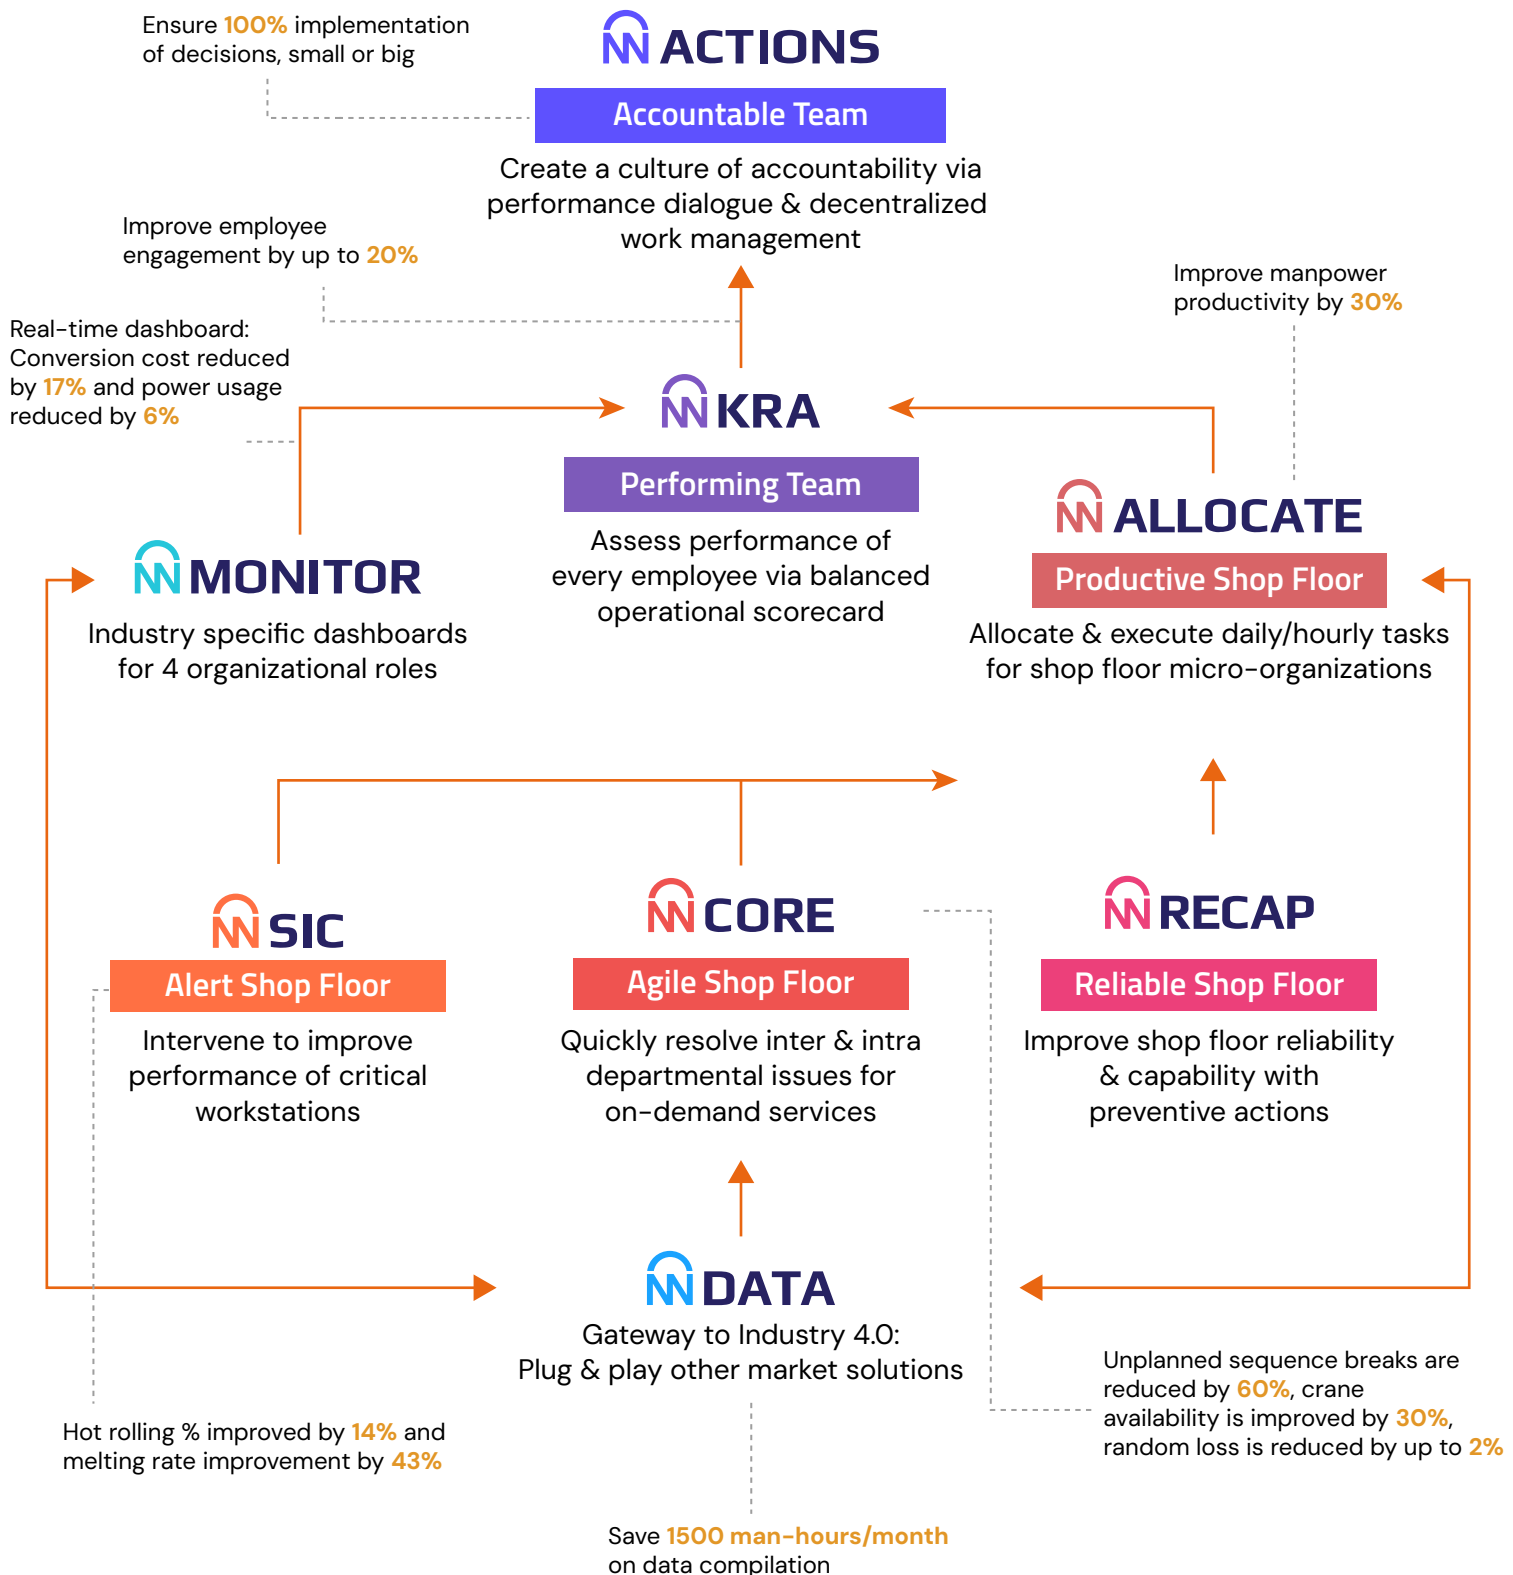 Ensure 100% implementation
of decisions, small or big
ACTIONS
Accountable Team
Create a culture of accountability via
performance dialogue & decentralized
work management
Improve employee
engagement by up to 20%
Improve manpower
productivity by 30%
Real-time dashboard:
Conversion cost reduced
by 17% and power usage
reduced by 6%
KRA
Performing Team
Assess performance of
every employee via balanced
operational scorecard
MONITOR
Industry specific dashboards
for 4 organizational roles
ALLOCATE
Productive Shop Floor
Allocate & execute daily/hourly tasks
for shop floor micro-organizations
SIC
Alert Shop Floor
Intervene to improve
performance of critical
workstations
CORE
Agile Shop Floor
Quickly resolve inter & intra
departmental issues for
on-demand services
RECAP
Reliable Shop Floor
Improve shop floor reliability
& capability with
preventive actions
DATA
Gateway to Industry 4.0:
Plug & play other market solutions
Hot rolling % improved by 14% and
melting rate improvement by 43%
Unplanned sequence breaks are
reduced by 60%, crane
availability is improved by 30%,
random loss is reduced by up to 2%
Save 1500 man-hours/month
on data compilation